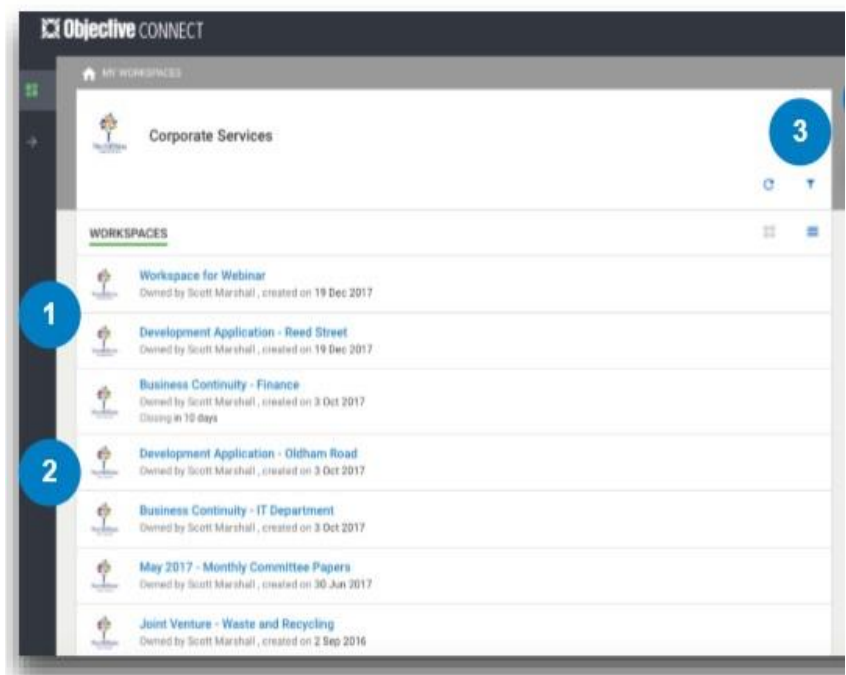 Objective CONNECT
MY WORKSPACES
Corporate Services
3
WORKSPACES
Workspace for Webinar
Owned by Scott Marshall , created on 19 Dec 2017
1
Development Application - Reed Street
Owned by Scott Marshall , created on 19 Dec 2017
Business Continuity - Finance
Owned by Scott Marshall , created on 3 Oct 2017
Closing in 10 days
2
Development Application - Oldham Road
Owned by Scott Marshall , created on 3 Oct 2017
Business Continuity - IT Department
Owned by Scott Marshall , created on 3 Oct 2017
May 2017 - Monthly Committee Papers
Owned by Scott Marshall , created on 30 Jun 2017
Joint Venture - Waste and Recycling
Owned by Scott Marshall , created on 2 Sep 2016